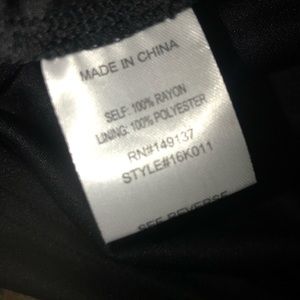 MADE IN CHINA
SELF: 100% RAYON
LINING: 100% POLYESTER
RN#149137
STYLE#16K011
SEE REVERSE